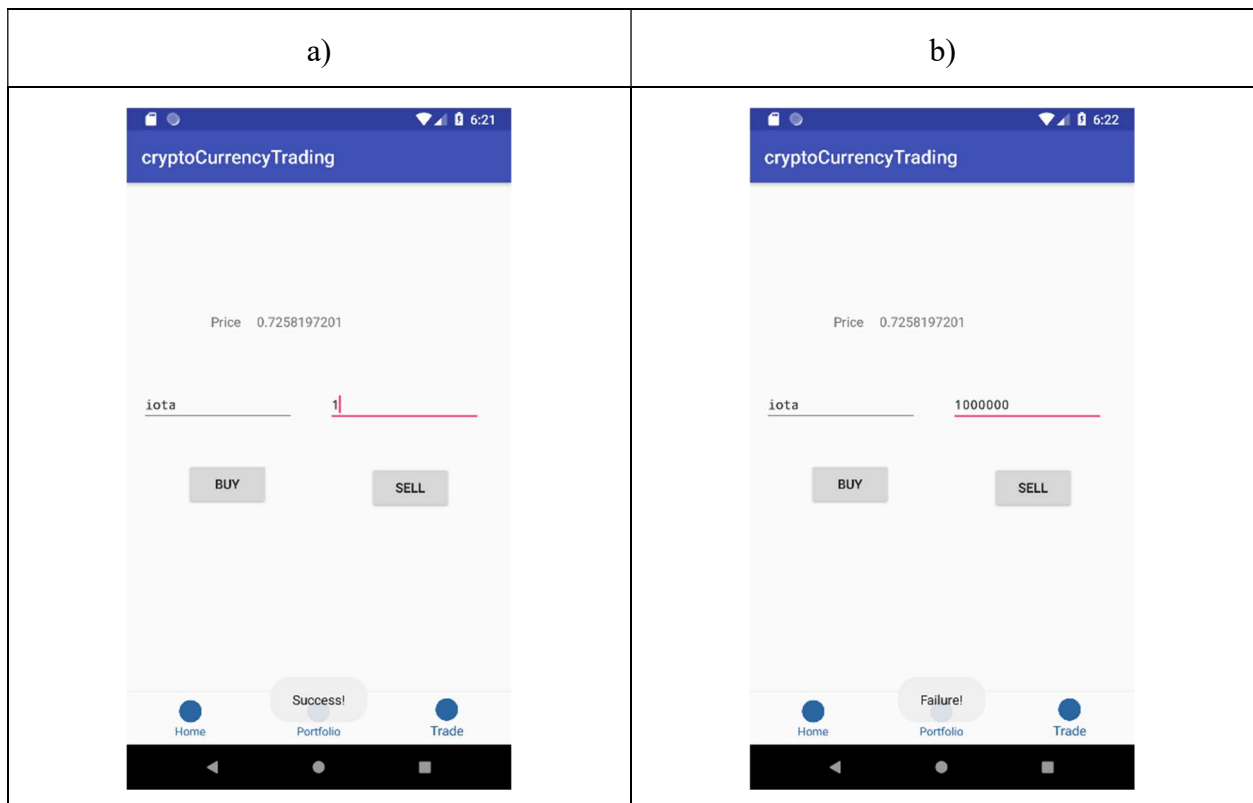 a)
b)
6:21
cryptoCurrencyTrading
Price 0.7258197201
iota 1
BUY SELL
Success!
Home Portfolio Trade
6:22
cryptoCurrencyTrading
Price 0.7258197201
iota 1000000
BUY SELL
Failure!
Home Portfolio Trade